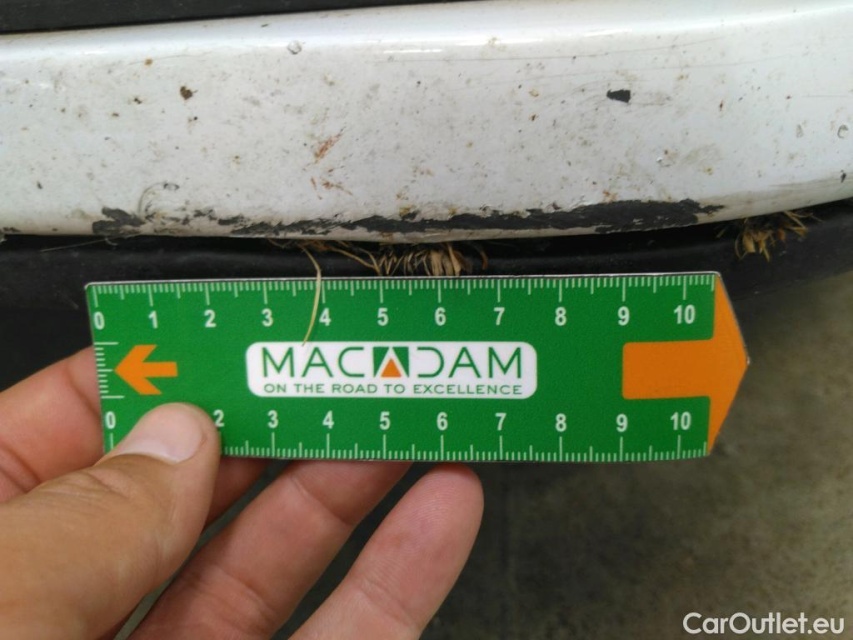 0 1 2 3 4 5 6 7 8 9 10
MACADAM
ON THE ROAD TO EXCELLENCE
0 2 3 4 5 6 7 8 9 10
CarOutlet.eu